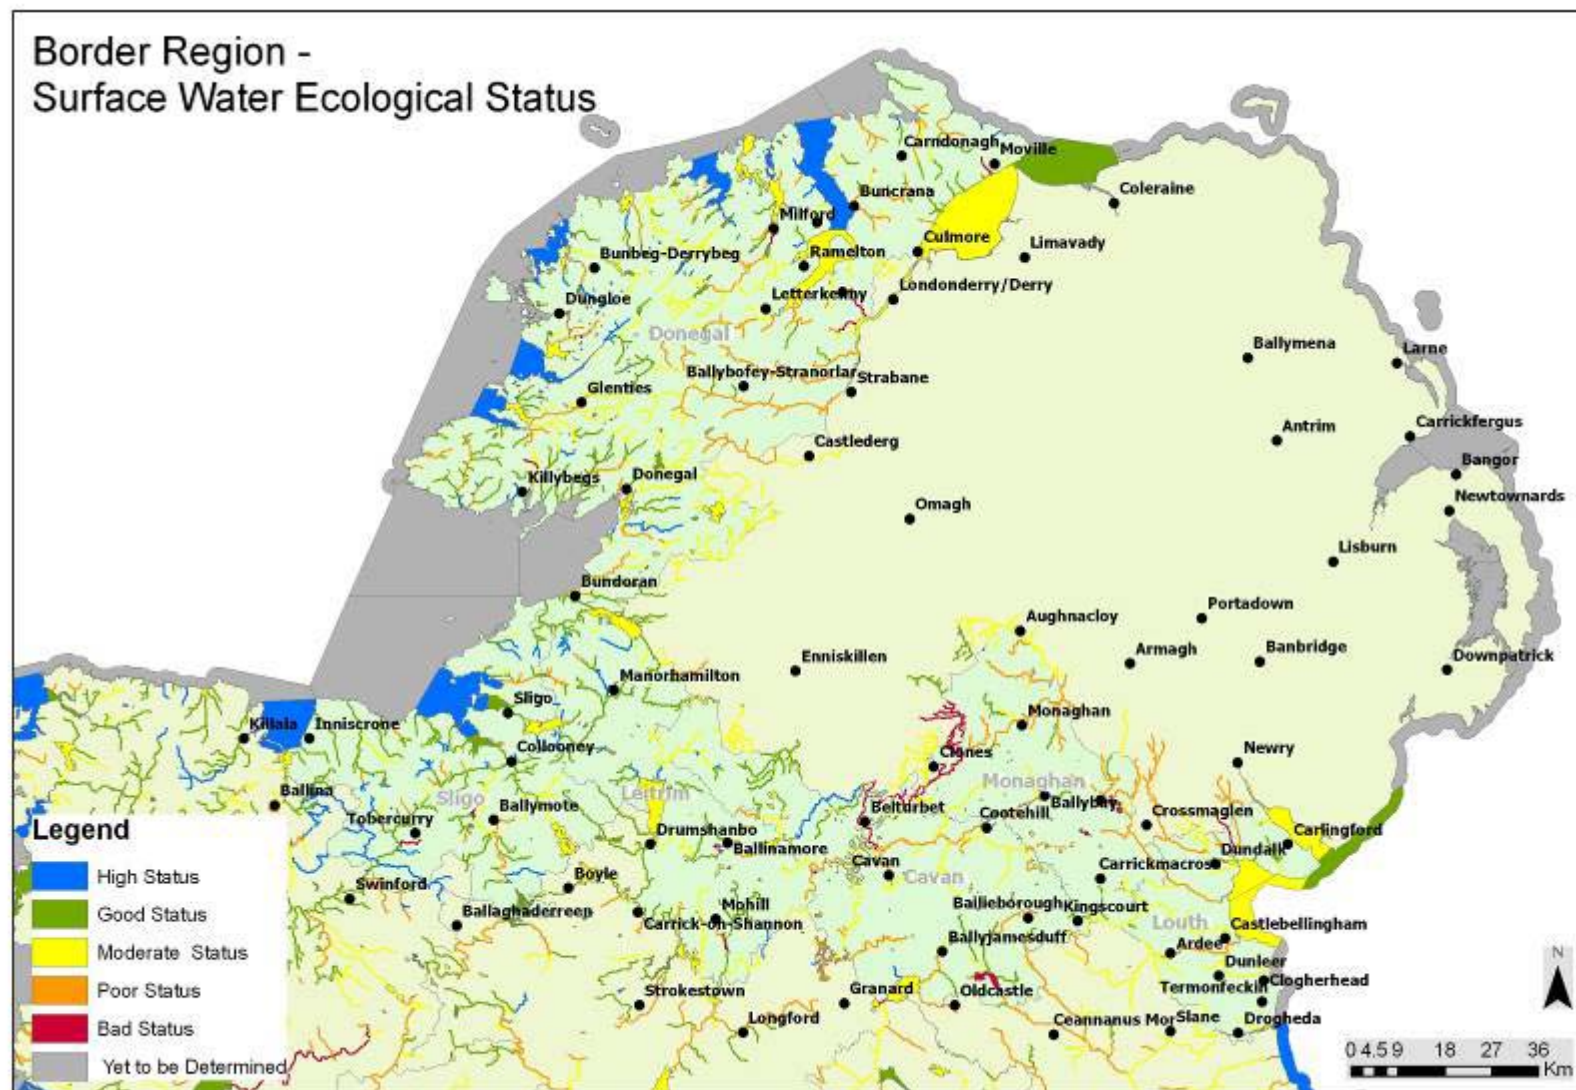 Border Region -
Surface Water Ecological Status
Carndonagh
Moville
Coleraine
Buncrana
Milford
Culmore
Limavady
Ramelton
Bunbeg-Derrybeg
Londonderry/Derry
Letterkenny
Dungloe
Donegal
Ballymena
Larne
Ballybofey-Stranorlar
Strabane
Glenties
Carrickfergus
Antrim
Castlederg
Bangor
Killybegs
Donegal
Newtownards
Omagh
Lisburn
Bundoran
Portadown
Aughnacloy
Enniskillen
Armagh
Banbridge
Downpatrick
Manorhamilton
Sligo
Monaghan
Killala
Inniscrone
Collooney
Clones
Newry
Monaghan
Ballina
Sligo
Leitrim
Ballymote
Belturbet
Ballybay
Tobercurry
Cootehill
Crossmaglen
Drumshanbo
Carlingford
Ballinamore
Dundalk
Cavan
Carrickmacross
Cavan
Swinford
Boyle
Mohill
Bailieborough
Kingscourt
Ballaghaderreen
Carrick-on-Shannon
Louth
Castlebellingham
Ballyjamesduff
Ardee
Dunleer
Clogherhead
Termonfeckin
Strokestown
Granard
Oldcastle
Longford
Ceannanus Mor
Slane
Drogheda
Legend
High Status
Good Status
Moderate Status
Poor Status
Bad Status
Yet to be Determined
N
0 4.5 9 18 27 36
Km